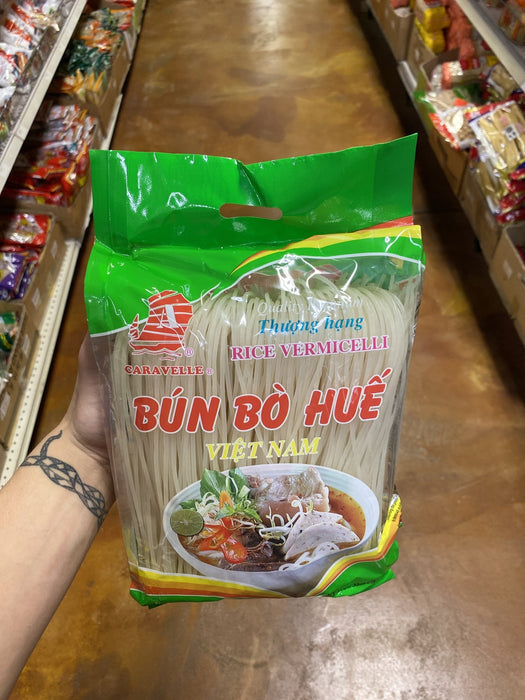 Thượng hạng
RICE VERMICELLI
A
®
CARAVELLE ®
BÚN BÒ HUẾ
VIỆT NAM